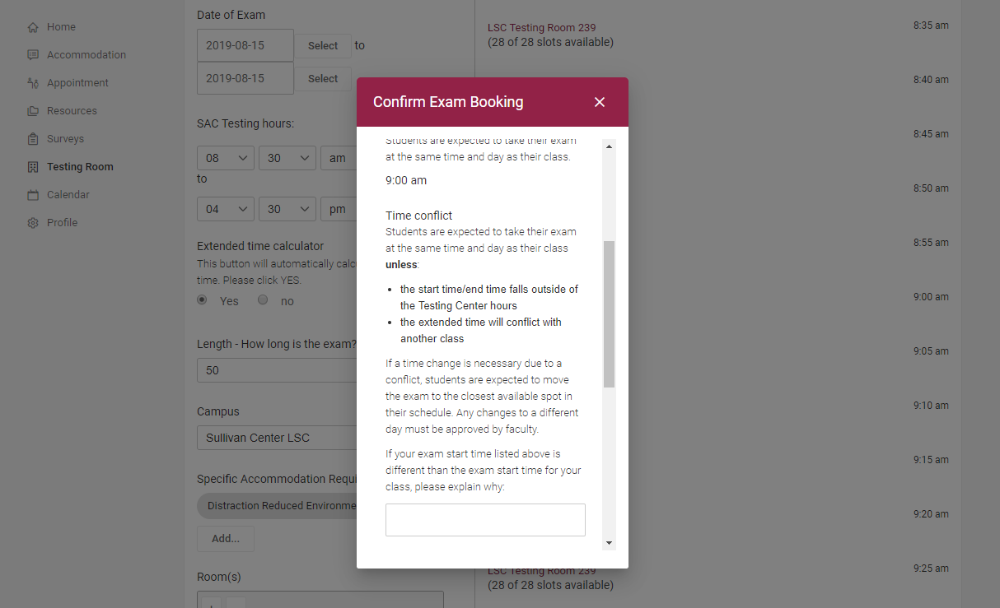 Home
Accommodation
Appointment
Resources
Surveys
Testing Room
Calendar
Profile
Date of Exam
2019-08-15 Select to
2019-08-15 Select
SAC Testing hours:
08 30 am
to
04 30 pm
Extended time calculator
This button will automatically calc
time. Please click YES.
Yes no
Length - How long is the exam?
50
Campus
Sullivan Center LSC
Specific Accommodation Requi
Distraction Reduced Environme
Add...
Room(s)
Confirm Exam Booking
Students are expected to take their exam
at the same time and day as their class.
9:00 am
Time conflict
Students are expected to take their exam
at the same time and day as their class
unless:
• the start time/end time falls outside of
the Testing Center hours
• the extended time will conflict with
another class
If a time change is necessary due to a
conflict, students are expected to move
the exam to the closest available spot in
their schedule. Any changes to a different
day must be approved by faculty.
If your exam start time listed above is
different than the exam start time for your
class, please explain why:
LSC Testing Room 239
(28 of 28 slots available)
LSC Testing Room 239
(28 of 28 slots available)
8:35 am
8:40 am
8:45 am
8:50 am
8:55 am
9:00 am
9:05 am
9:10 am
9:15 am
9:20 am
9:25 am